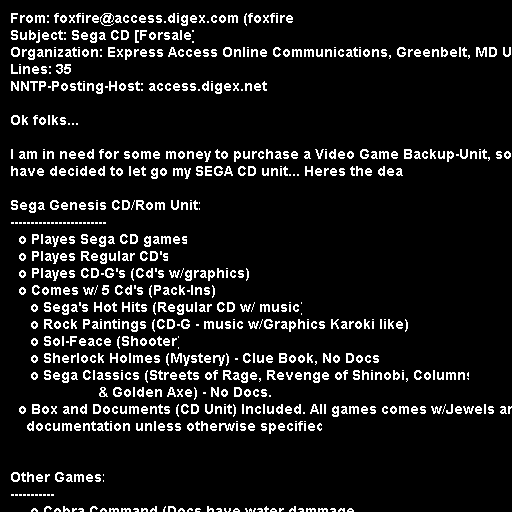 From: foxfire@access.digex.com (foxfire
Subject: Sega CD [Forsale]
Organization: Express Access Online Communications, Greenbelt, MD U
Lines: 35
NNTP-Posting-Host: access.digex.net
Ok folks...
I am in need for some money to purchase a Video Game Backup-Unit, so
have decided to let go my SEGA CD unit... Heres the dea
Sega Genesis CD/Rom Unit:
------------------------
o Playes Sega CD games
o Playes Regular CD's
o Playes CD-G's (Cd's w/graphics)
o Comes w/ 5 Cd's (Pack-Ins)
o Sega's Hot Hits (Regular CD w/ music)
o Rock Paintings (CD-G - music w/Graphics Karoki like)
o Sol-Feace (Shooter)
o Sherlock Holmes (Mystery) - Clue Book, No Docs
o Sega Classics (Streets of Rage, Revenge of Shinobi, Columns
& Golden Axe) - No Docs.
o Box and Documents (CD Unit) Included. All games comes w/Jewels an
documentation unless otherwise specified
Other Games:
-----------
o Cobra Command (Docs have water dammage